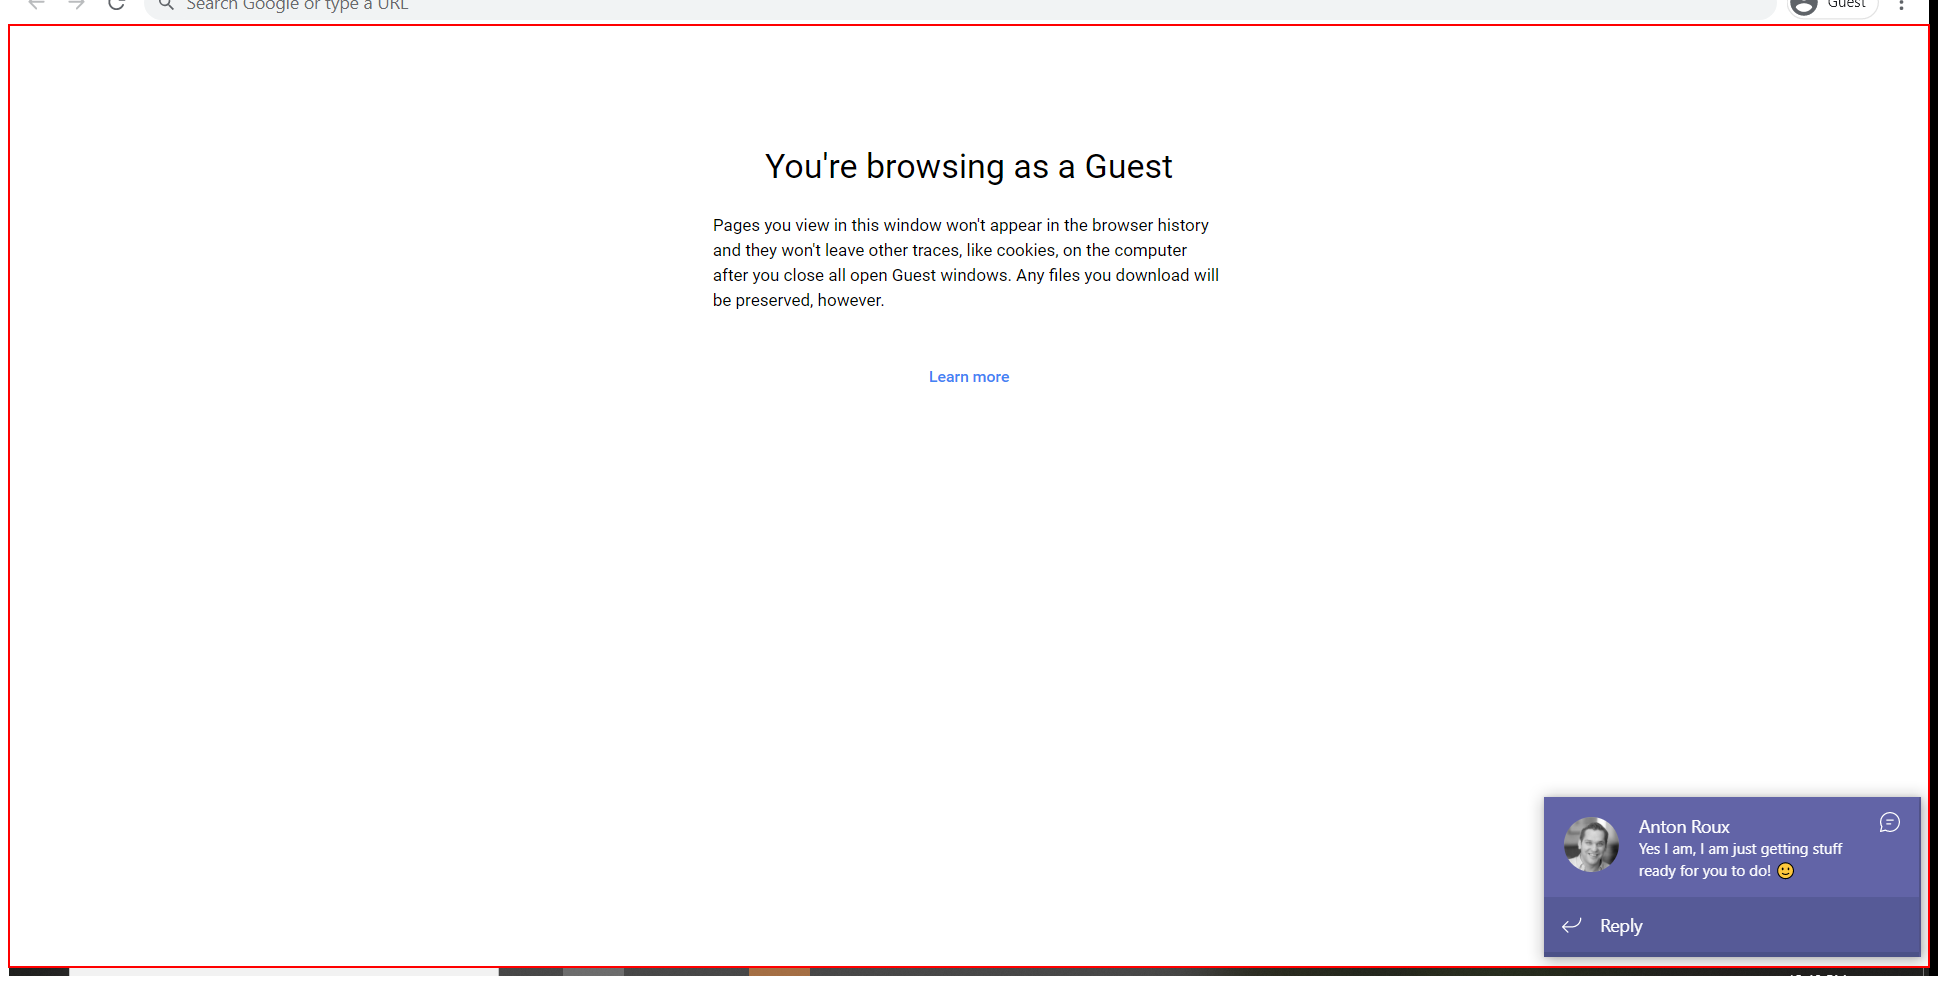 Search Google or type a URL
Guest
You're browsing as a Guest
Pages you view in this window won't appear in the browser history
and they won't leave other traces, like cookies, on the computer
after you close all open Guest windows. Any files you download will
be preserved, however.
Learn more
Anton Roux
Yes I am, I am just getting stuff
ready for you to do! 🙂
Reply